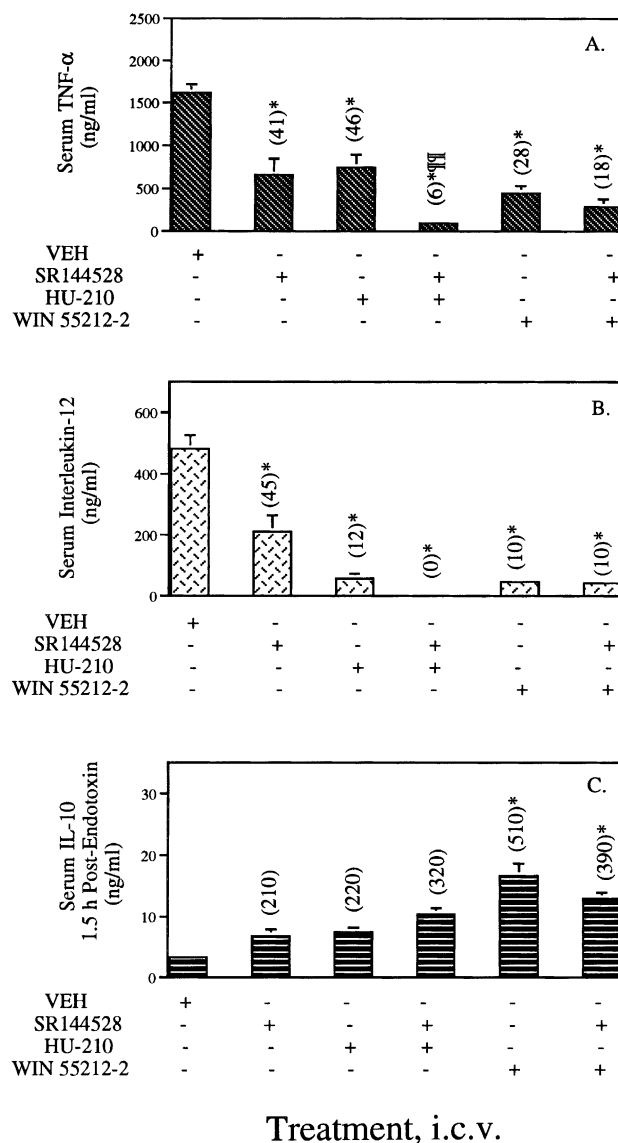 A.
Serum TNF-α
(ng/ml)
2500
2000
1500
1000
500
0
(41)*
(46)*
(6)*¶¶
(28)*
(18)*
VEH + - - - - -
SR144528 - + - + - +
HU-210 - - + + - -
WIN 55212-2 - - - - + +
B.
Serum Interleukin-12
(ng/ml)
600
400
200
0
(45)*
(12)*
(0)*
(10)*
(10)*
VEH + - - - - -
SR144528 - + - + - +
HU-210 - - + + - -
WIN 55212-2 - - - - + +
C.
Serum IL-10
1.5 h Post-Endotoxin
(ng/ml)
30
20
10
0
(210)
(220)
(320)
(510)*
(390)*
VEH + - - - - -
SR144528 - + - + - +
HU-210 - - + + - -
WIN 55212-2 - - - - + +
Treatment, i.c.v.